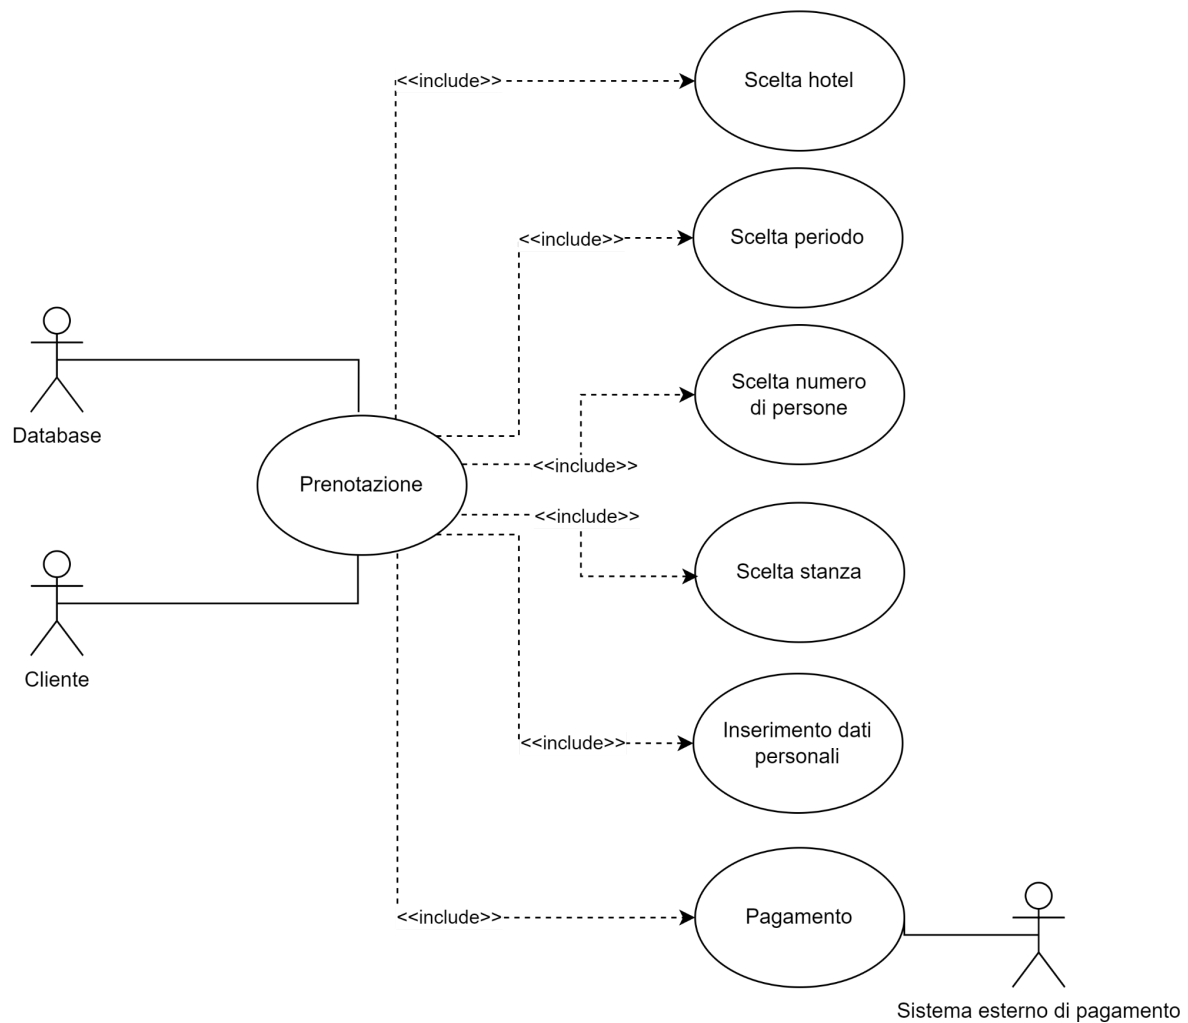 <<include>>
Scelta hotel
<<include>>
Scelta periodo
Scelta numero
di persone
Database
<<include>>
Prenotazione
<<include>>
Scelta stanza
Cliente
<<include>>
Inserimento dati
personali
<<include>>
Pagamento
Sistema esterno di pagamento